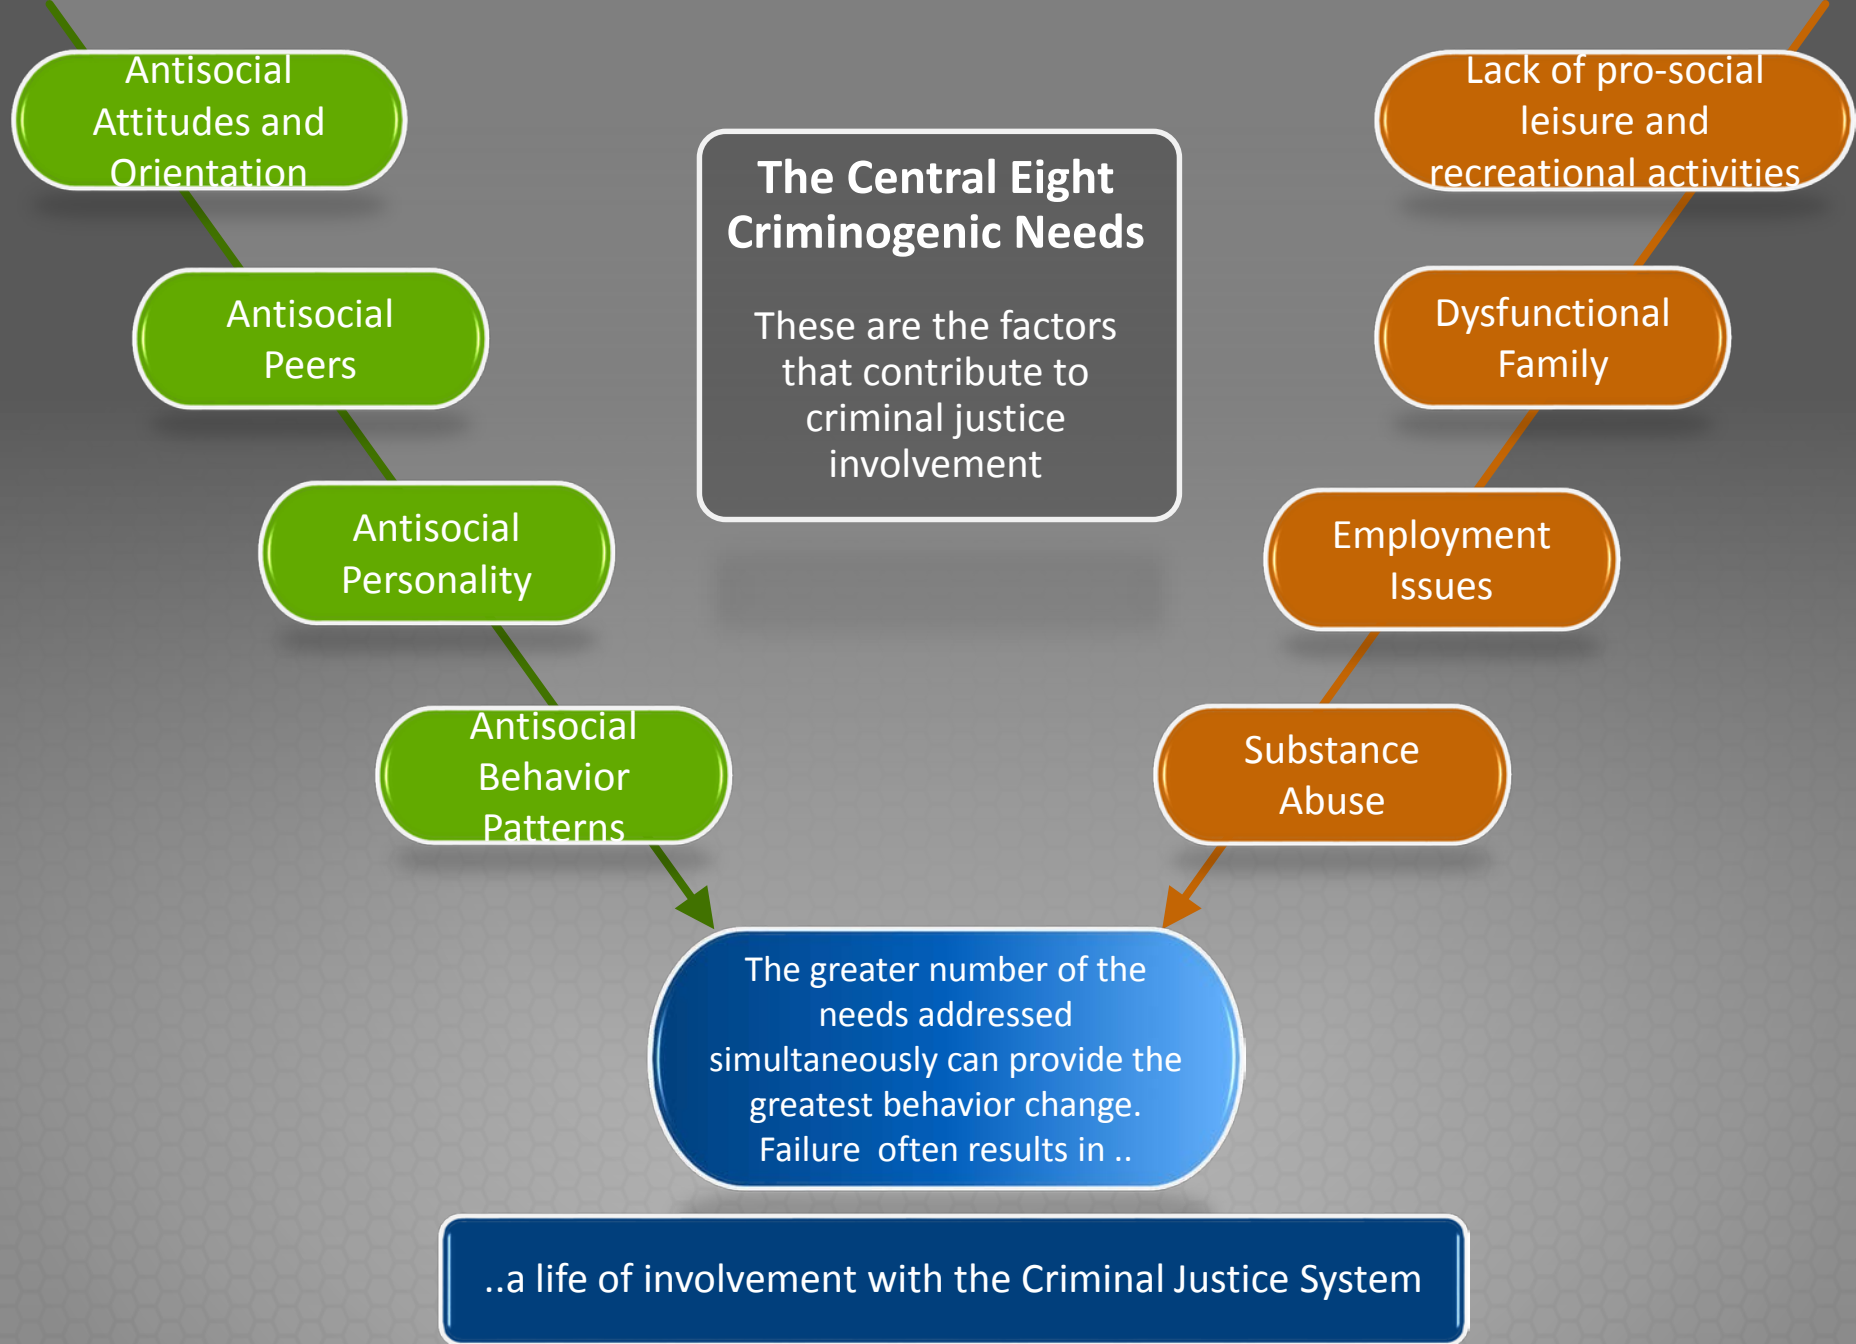 Antisocial
Attitudes and
Orientation
Antisocial
Peers
Antisocial
Personality
Antisocial
Behavior
Patterns
The Central Eight
Criminogenic Needs
These are the factors
that contribute to
criminal justice
involvement
Lack of pro-social
leisure and
recreational activities
Dysfunctional
Family
Employment
Issues
Substance
Abuse
The greater number of the
needs addressed
simultaneously can provide the
greatest behavior change.
Failure  often results in ..
..a life of involvement with the Criminal Justice System